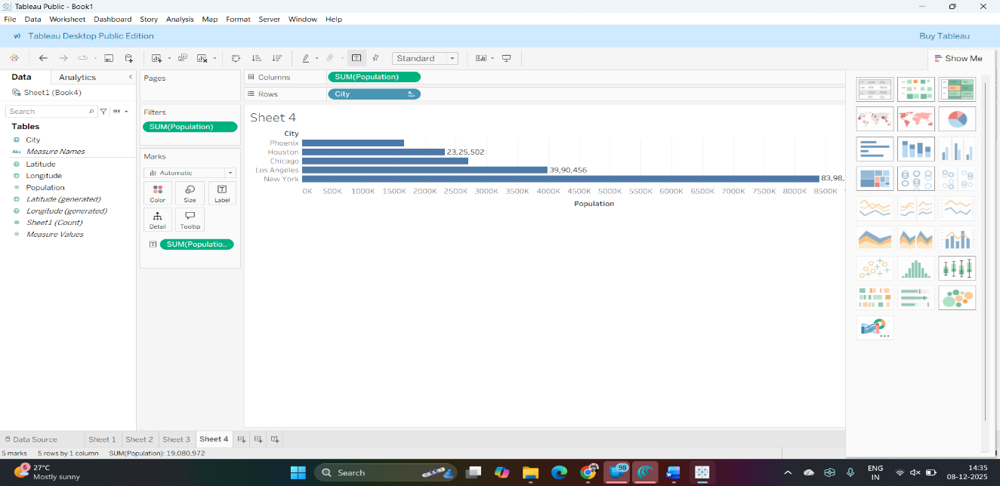 Tableau Public - Book1
File Data Worksheet Dashboard Story Analysis Map Format Server Window Help
Tableau Desktop Public Edition Buy Tableau
Standard Show Me
Data Analytics Pages Columns SUM(Population)
Sheet1 (Book4) Rows City
Search Filters
SUM(Population)
Tables
City
Abc Measure Names
Latitude
Longitude
Population
Latitude (generated)
Longitude (generated)
Sheet1 (Count)
Measure Values
Marks
Automatic
Color Size Label
Detail Tooltip
SUM(Populatio..
Sheet 4
City
Phoenix
Houston 23,25,502
Chicago
Los Angeles 39,90,456
New York 83,98,
0K 500K 1000K 1500K 2000K 2500K 3000K 3500K 4000K 4500K 5000K 5500K 6000K 6500K 7000K 7500K 8000K 8500K
Population
Data Source Sheet 1 Sheet 2 Sheet 3 Sheet 4
5 marks 5 rows by 1 column SUM(Population): 19,080,972
6 27°C
Mostly sunny
Search
98
ENG
IN
14:35
08-12-2025